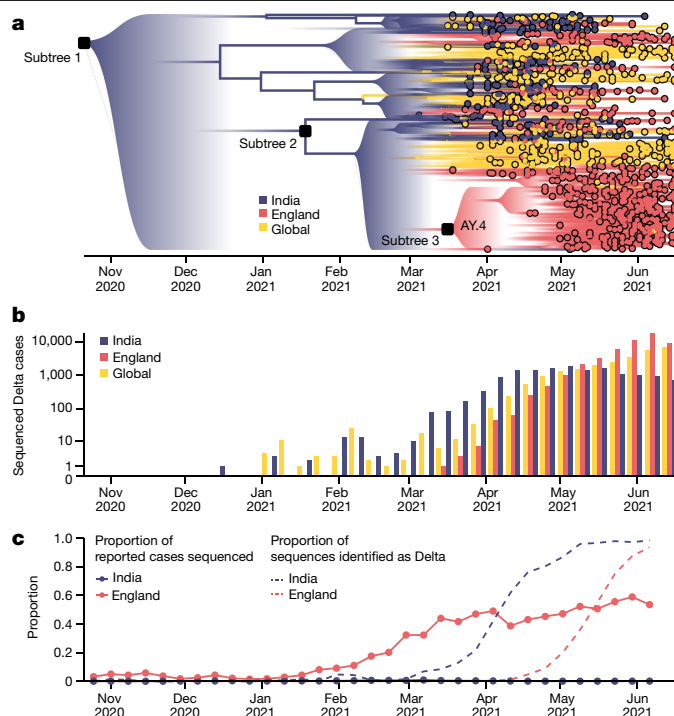 a
Subtree 1
Subtree 2
India
England
Global
AY.4
Subtree 3
Nov Dec Jan Feb Mar Apr May Jun
2020 2020 2021 2021 2021 2021 2021 2021
b
Sequenced Delta cases
10,000
1,000
100
10
1
0
India
England
Global
Nov Dec Jan Feb Mar Apr May Jun
2020 2020 2021 2021 2021 2021 2021 2021
c
Proportion
1.0
0.8
0.6
0.4
0.2
0
Proportion of
reported cases sequenced
India
England
Proportion of
sequences identified as Delta
India
England
Nov Dec Jan Feb Mar Apr May Jun
2020 2020 2021 2021 2021 2021 2021 2021